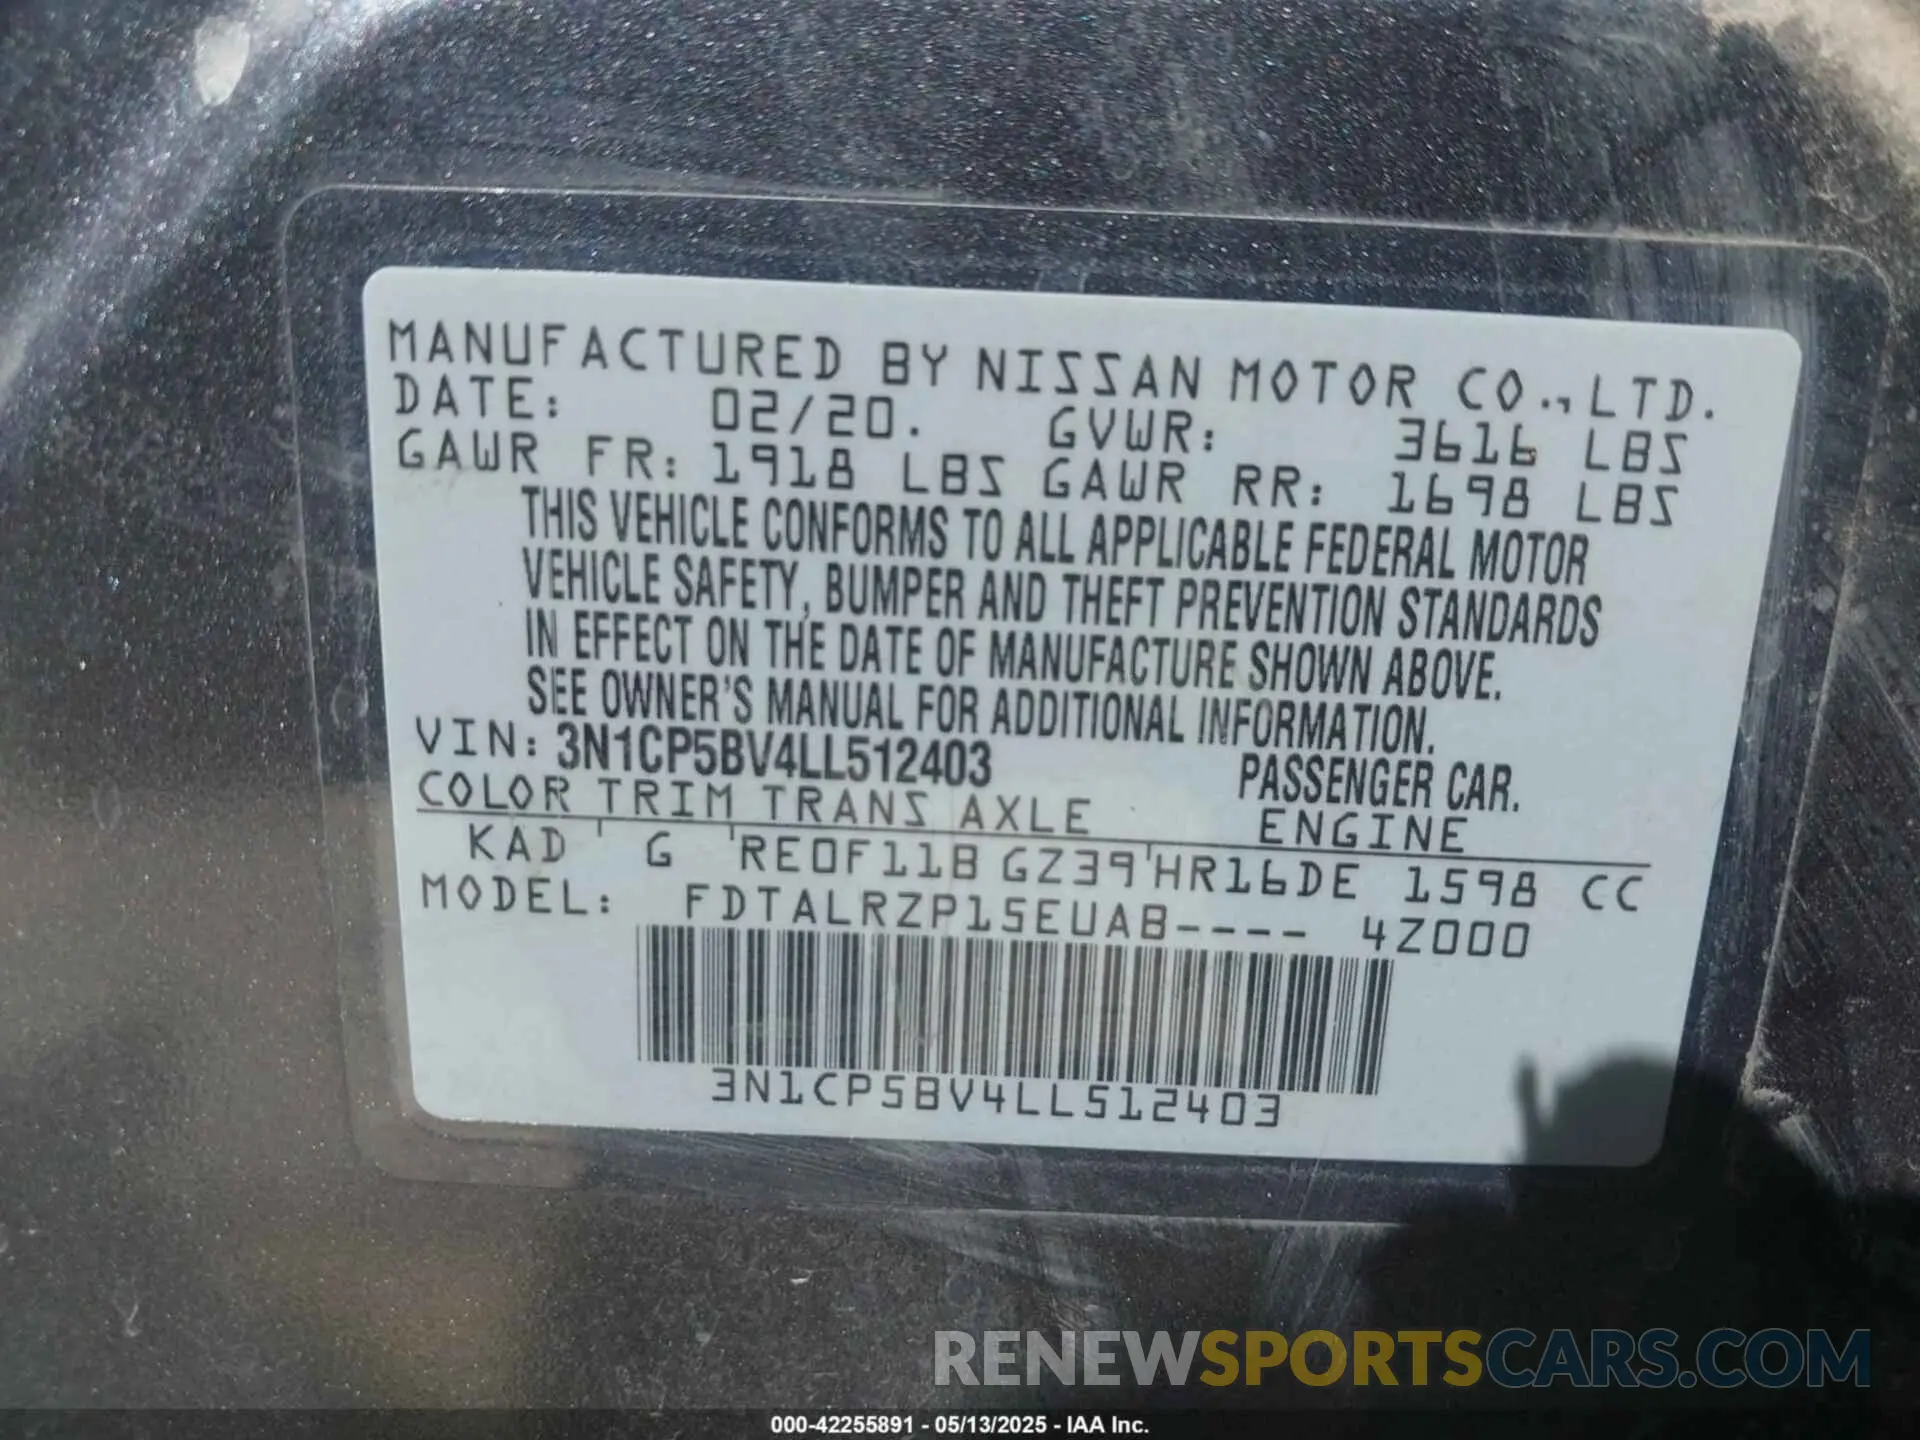 MANUFACTURED BY NISSAN MOTOR CO.,LTD.
DATE: 02/20. GVWR: 3616 LBS
GAWR FR: 1918 LBS GAWR RR: 1698 LBS
THIS VEHICLE CONFORMS TO ALL APPLICABLE FEDERAL MOTOR
VEHICLE SAFETY, BUMPER AND THEFT PREVENTION STANDARDS
IN EFFECT ON THE DATE OF MANUFACTURE SHOWN ABOVE.
SEE OWNER'S MANUAL FOR ADDITIONAL INFORMATION.
VIN: 3N1CP5BV4LL512403 PASSENGER CAR.
COLOR TRIM TRANS AXLE ENGINE
KAD G RE0F11B GZ39 HR16DE 1598 CC
MODEL: FDTALRZP15EUAB---- 4Z000
3N1CP5BV4LL512403
RENEWSPORTSCARS.COM
000-42255891 - 05/13/2025 - IAA Inc.